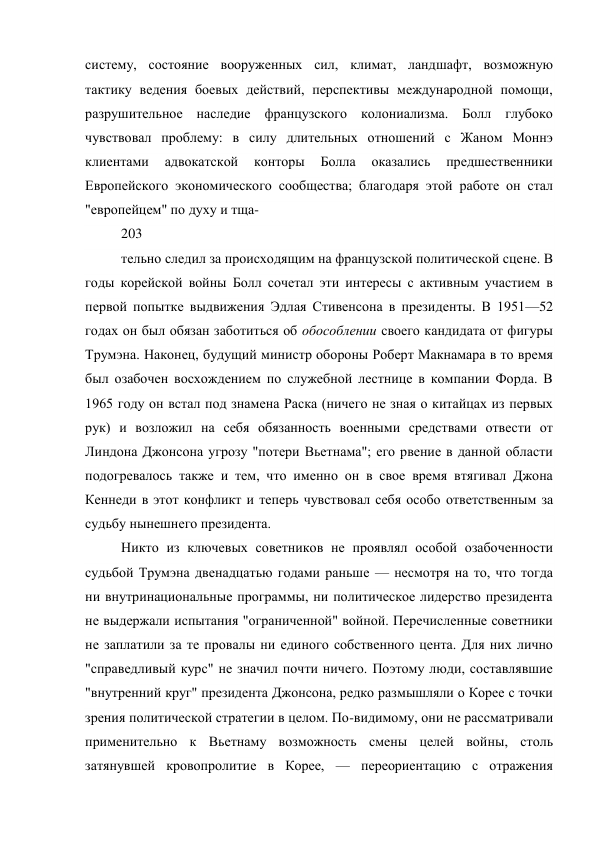 систему, состояние вооруженных сил, климат, ландшафт, возможную
тактику ведения боевых действий, перспективы международной помощи,
разрушительное наследие французского колониализма. Болл глубоко
чувствовал проблему: в силу длительных отношений с Жаном Моннэ
клиентами адвокатской конторы Болла оказались предшественники
Европейского экономического сообщества; благодаря этой работе он стал
"европейцем" по духу и тща-
203
тельно следил за происходящим на французской политической сцене. В
годы корейской войны Болл сочетал эти интересы с активным участием в
первой попытке выдвижения Эдлая Стивенсона в президенты. В 1951—52
годах он был обязан заботиться об обособлении своего кандидата от фигуры
Трумэна. Наконец, будущий министр обороны Роберт Макнамара в то время
был озабочен восхождением по служебной лестнице в компании Форда. В
1965 году он встал под знамена Раска (ничего не зная о китайцах из первых
рук) и возложил на себя обязанность военными средствами отвести от
Линдона Джонсона угрозу "потери Вьетнама"; его рвение в данной области
подогревалось также и тем, что именно он в свое время втягивал Джона
Кеннеди в этот конфликт и теперь чувствовал себя особо ответственным за
судьбу нынешнего президента.
Никто из ключевых советников не проявлял особой озабоченности
судьбой Трумэна двенадцатью годами раньше — несмотря на то, что тогда
ни внутринациональные программы, ни политическое лидерство президента
не выдержали испытания "ограниченной" войной. Перечисленные советники
не заплатили за те провалы ни единого собственного цента. Для них лично
"справедливый курс" не значил почти ничего. Поэтому люди, составлявшие
"внутренний круг" президента Джонсона, редко размышляли о Корее с точки
зрения политической стратегии в целом. По-видимому, они не рассматривали
применительно к Вьетнаму возможность смены целей войны, столь
затянувшей кровопролитие в Корее, — переориентацию с отражения